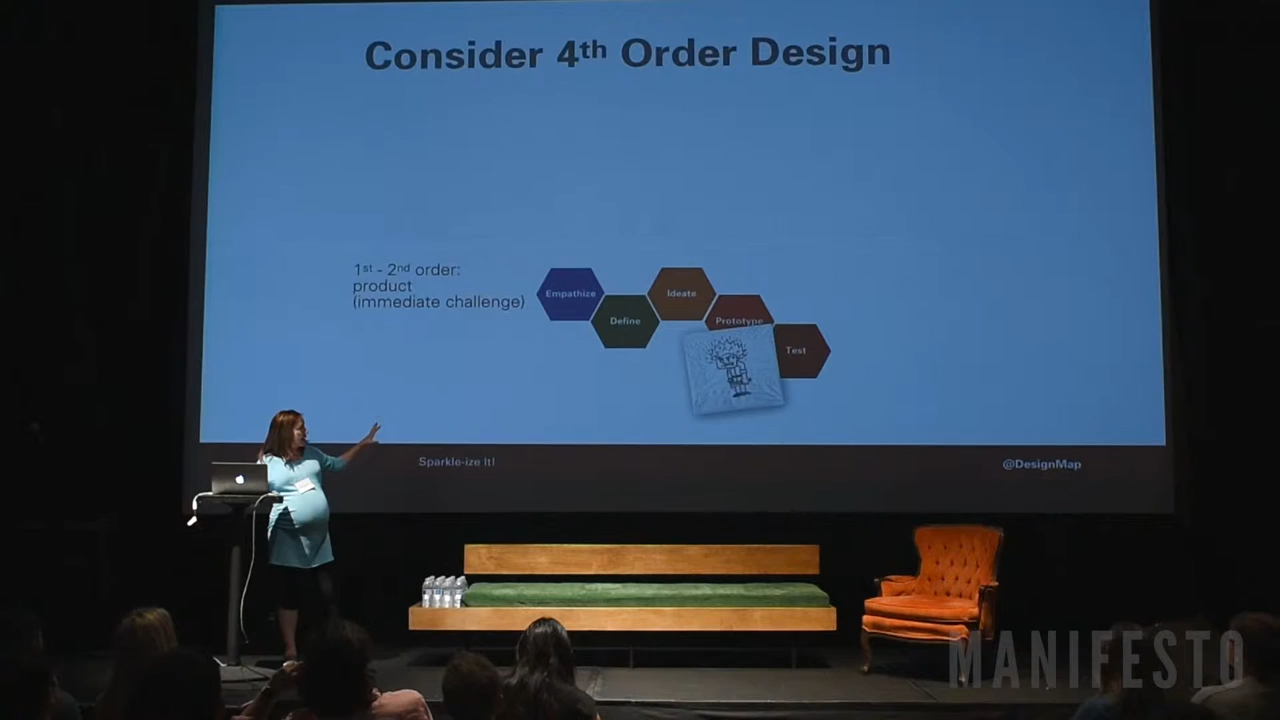 Consider 4th Order Design
1st - 2nd order:
product
(immediate challenge)
Empathize
Define
Ideate
Prototype
Test
Sparkle-ize It!
@DesignMap
MANIFESTO